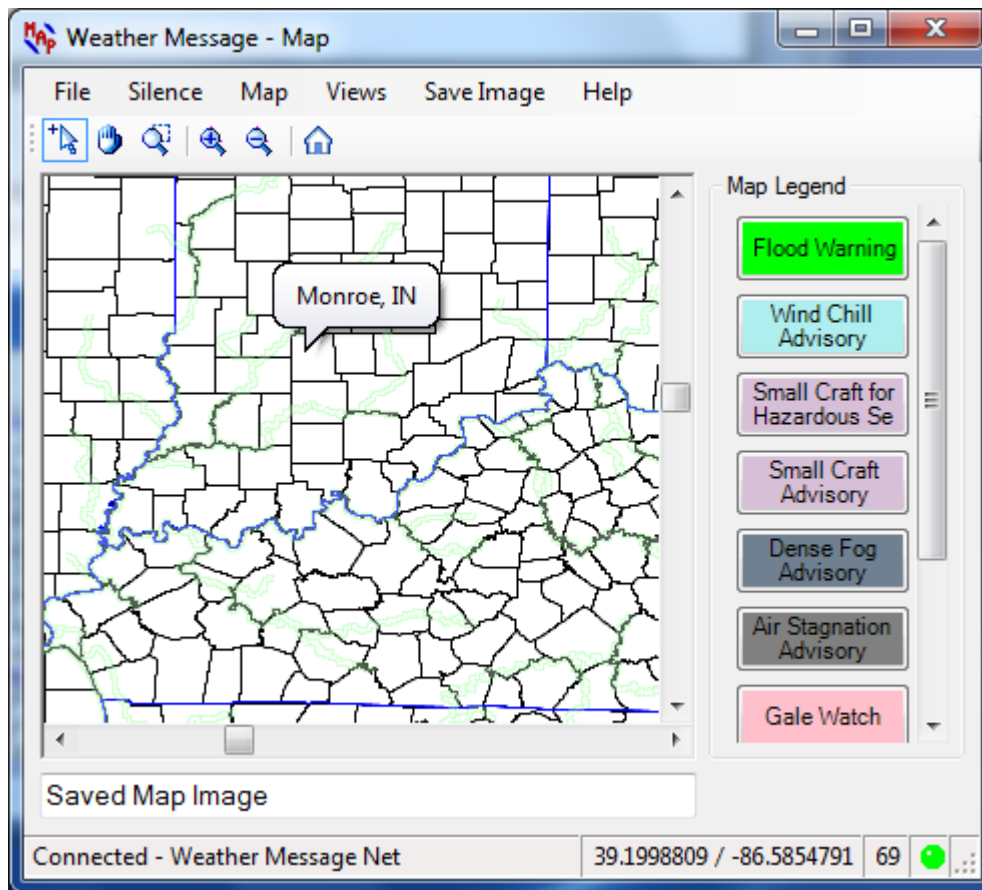 MAP Weather Message - Map
File Silence Map Views Save Image Help
Map Legend
Monroe, IN
Flood Warning
Wind Chill
Advisory
Small Craft for
Hazardous Se
Small Craft
Advisory
Dense Fog
Advisory
Air Stagnation
Advisory
Gale Watch
Saved Map Image
Connected - Weather Message Net 39.1998809 / -86.5854791 69